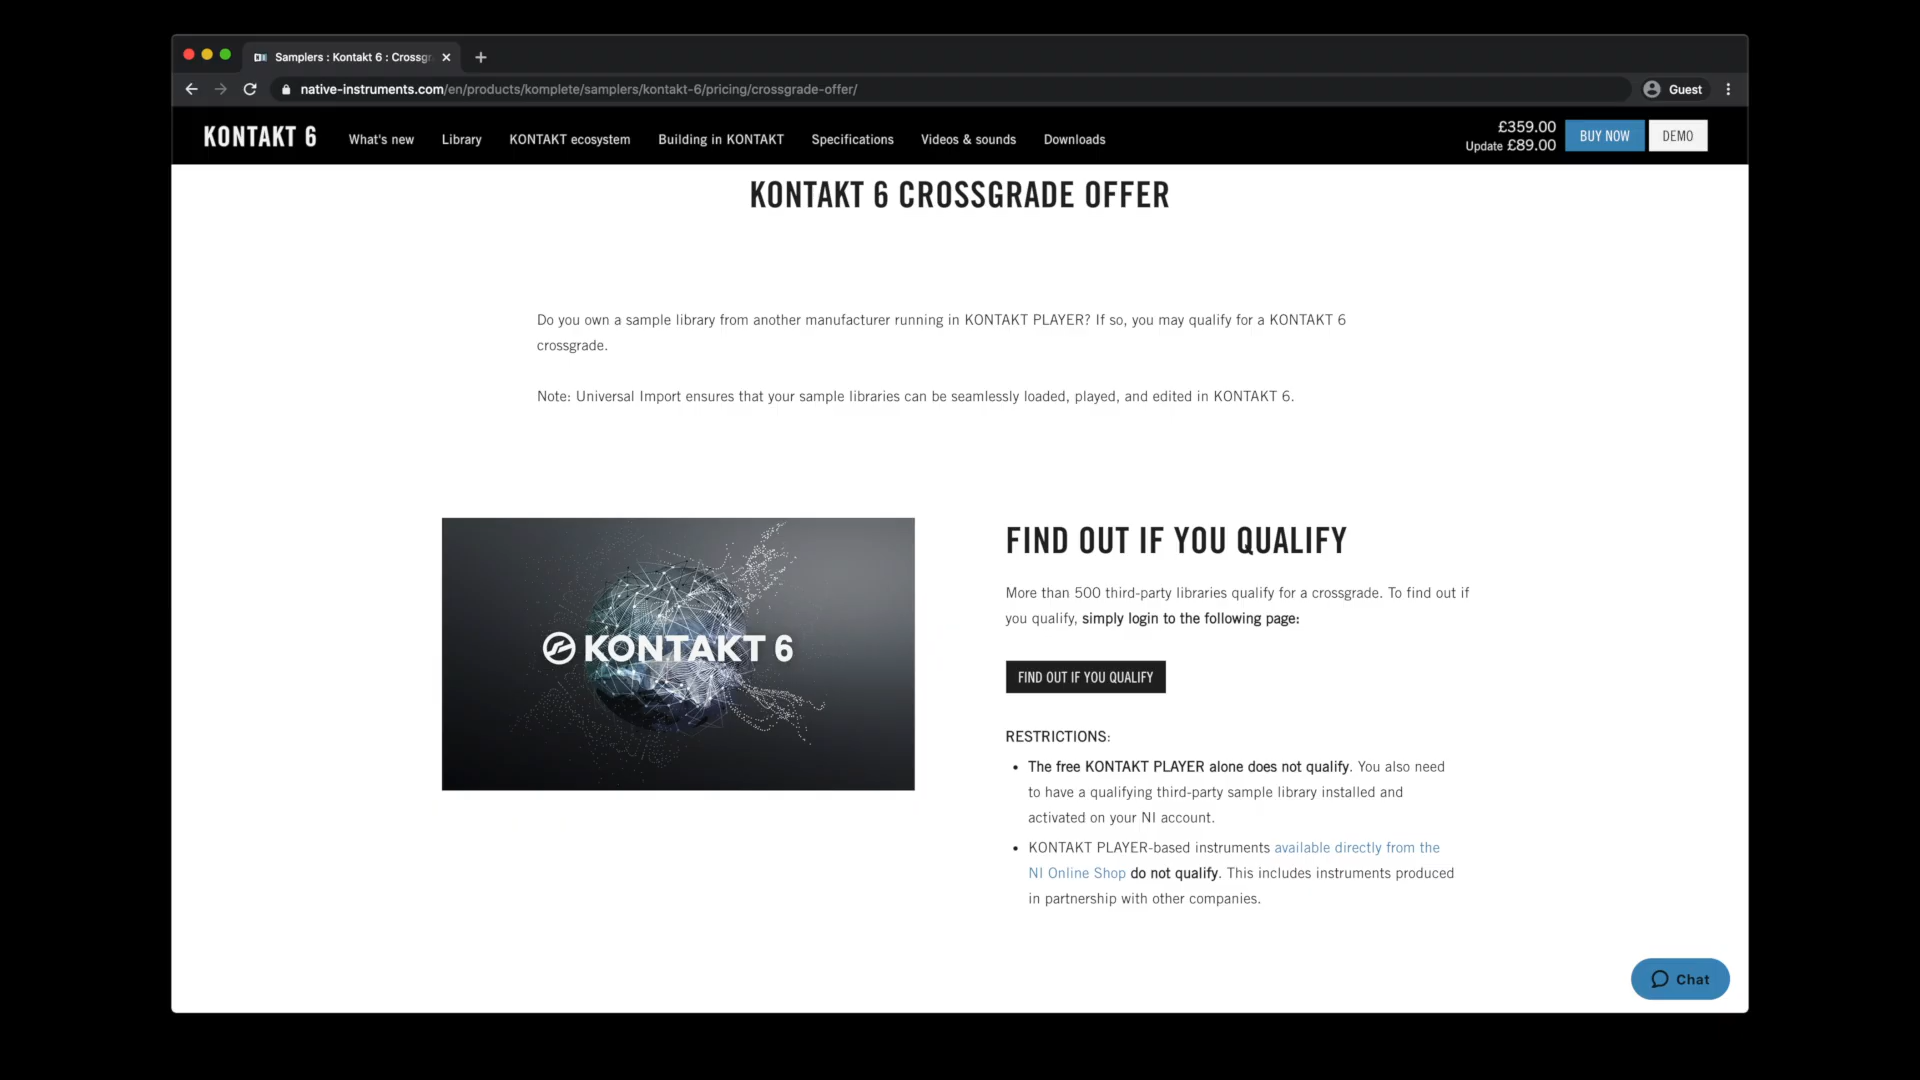 Samplers : Kontakt 6 : Crossgr
native-instruments.com/en/products/komplete/samplers/kontakt-6/pricing/crossgrade-offer/
Guest
KONTAKT 6
What's new
Library
KONTAKT ecosystem
Building in KONTAKT
Specifications
Videos & sounds
Downloads
£359.00
Update £89.00
BUY NOW
DEMO
KONTAKT 6 CROSSGRADE OFFER
Do you own a sample library from another manufacturer running in KONTAKT PLAYER? If so, you may qualify for a KONTAKT 6
crossgrade.
Note: Universal Import ensures that your sample libraries can be seamlessly loaded, played, and edited in KONTAKT 6.
KONTAKT 6
FIND OUT IF YOU QUALIFY
More than 500 third-party libraries qualify for a crossgrade. To find out if
you qualify, simply login to the following page:
FIND OUT IF YOU QUALIFY
RESTRICTIONS:
• The free KONTAKT PLAYER alone does not qualify. You also need
to have a qualifying third-party sample library installed and
activated on your NI account.
• KONTAKT PLAYER-based instruments available directly from the
NI Online Shop do not qualify. This includes instruments produced
in partnership with other companies.
Chat